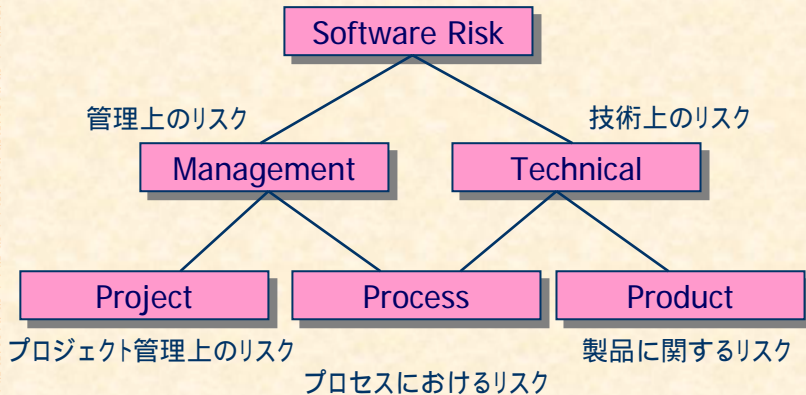 Software Risk
管理上のリスク
技術上のリスク
Management
Technical
Project
Process
Product
プロジェクト管理上のリスク
製品に関するリスク
プロセスにおけるリスク